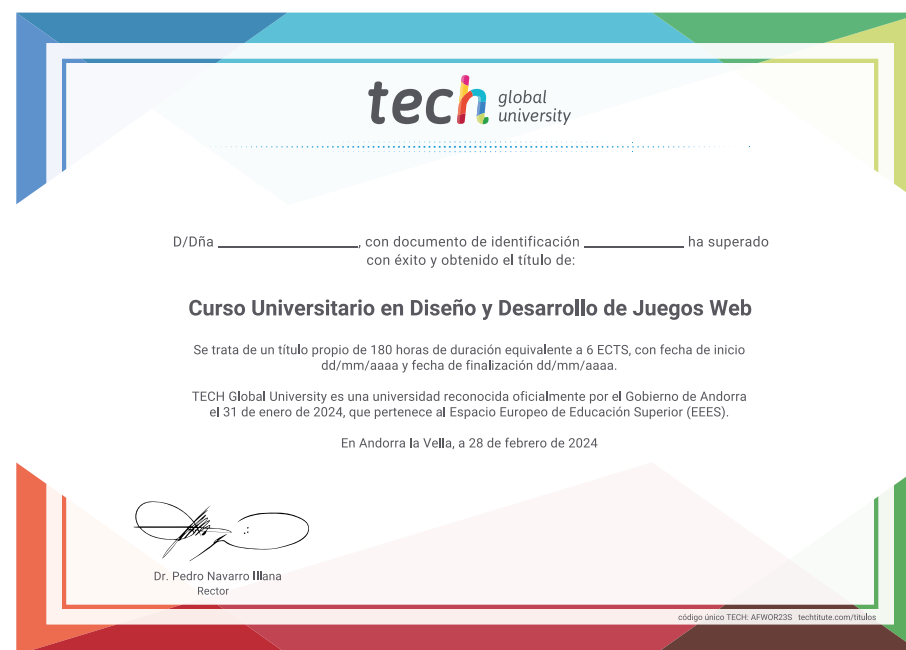 tech global university
D/Dña ____________, con documento de identificación ____________ ha superado
con éxito y obtenido el título de:
Curso Universitario en Diseño y Desarrollo de Juegos Web
Se trata de un título propio de 180 horas de duración equivalente a 6 ECTS, con fecha de inicio
dd/mm/aaaa y fecha de finalización dd/mm/aaaa.
TECH Global University es una universidad reconocida oficialmente por el Gobierno de Andorra
el 31 de enero de 2024, que pertenece al Espacio Europeo de Educación Superior (EEES).
En Andorra la Vella, a 28 de febrero de 2024
Dr. Pedro Navarro Illana
Rector
código único TECH: AFWOR23S techtitute.com/titulos